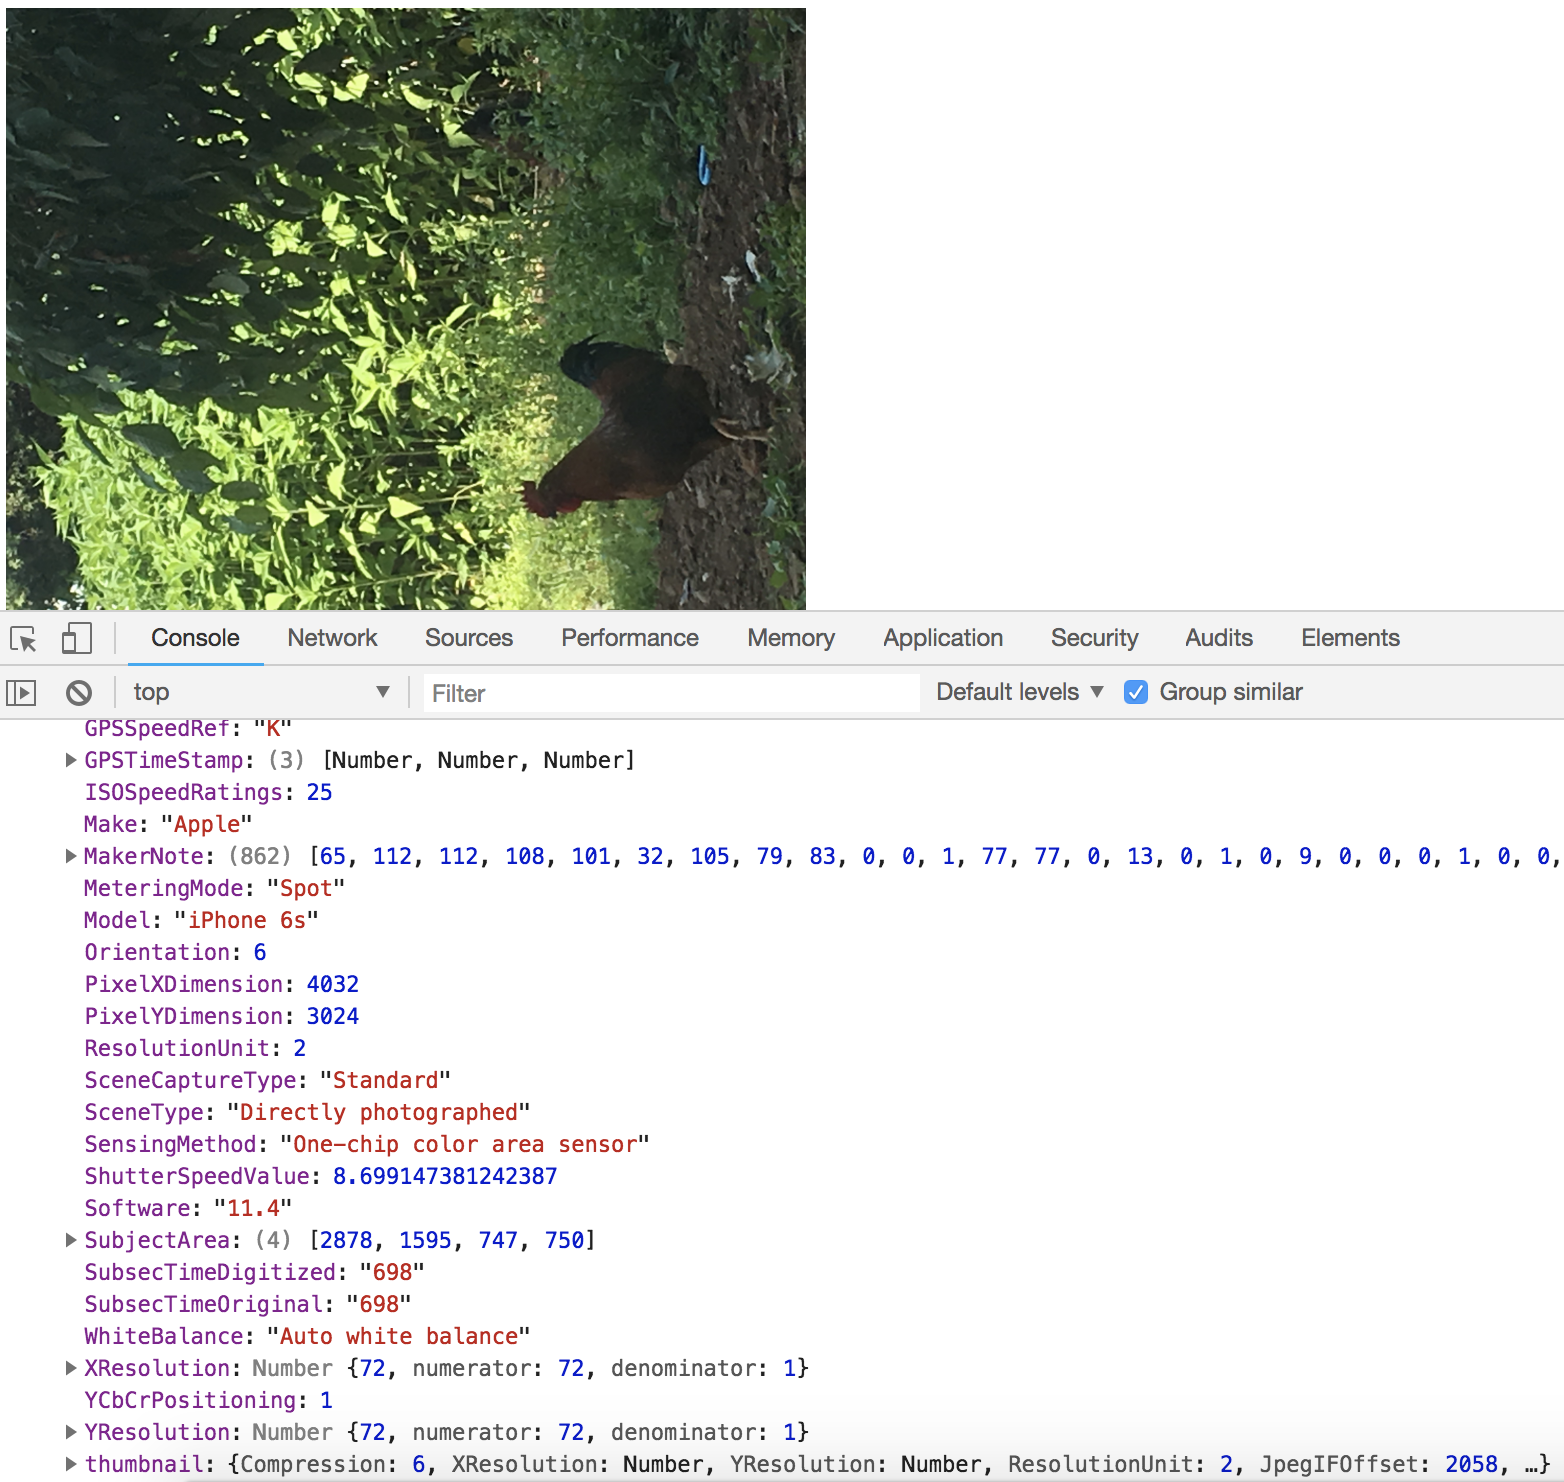 Console Network Sources Performance Memory Application Security Audits Elements
top Filter Default levels Group similar
GPSSpeedRef: "K"
GPSTimeStamp: (3) [Number, Number, Number]
ISOSpeedRatings: 25
Make: "Apple"
MakerNote: (862) [65, 112, 112, 108, 101, 32, 105, 79, 83, 0, 0, 1, 77, 77, 0, 13, 0, 1, 0, 9, 0, 0, 0, 1, 0, 0,
MeteringMode: "Spot"
Model: "iPhone 6s"
Orientation: 6
PixelXDimension: 4032
PixelYDimension: 3024
ResolutionUnit: 2
SceneCaptureType: "Standard"
SceneType: "Directly photographed"
SensingMethod: "One-chip color area sensor"
ShutterSpeedValue: 8.699147381242387
Software: "11.4"
SubjectArea: (4) [2878, 1595, 747, 750]
SubsecTimeDigitized: "698"
SubsecTimeOriginal: "698"
WhiteBalance: "Auto white balance"
XResolution: Number {72, numerator: 72, denominator: 1}
YCbCrPositioning: 1
YResolution: Number {72, numerator: 72, denominator: 1}
thumbnail: {Compression: 6, XResolution: Number, YResolution: Number, ResolutionUnit: 2, JpegIFOffset: 2058, …}